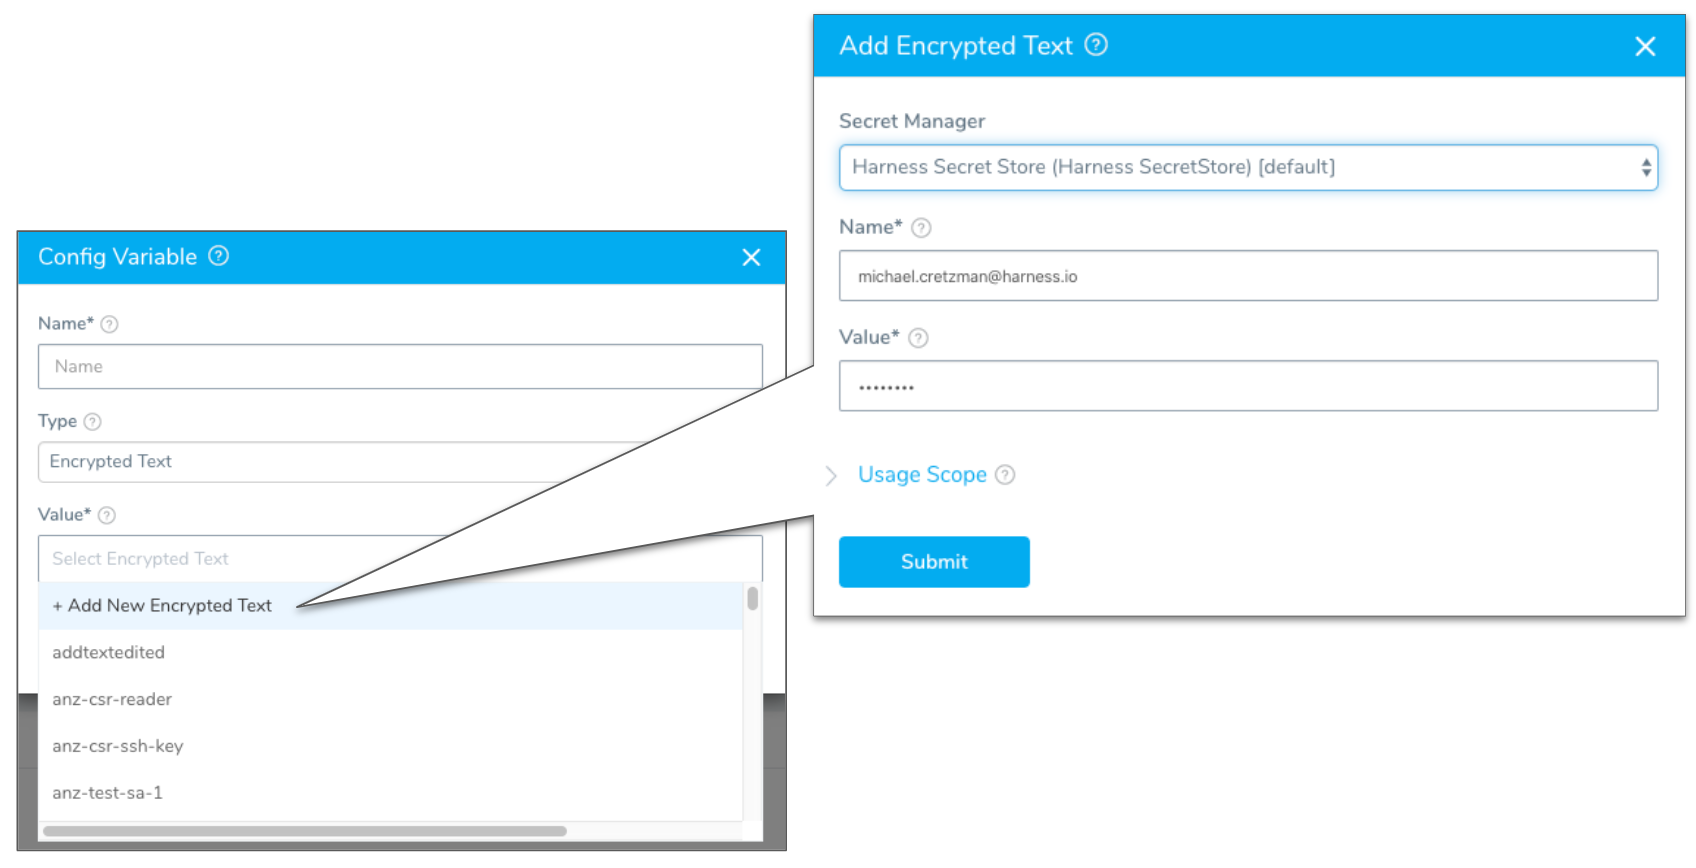 Config Variable
Name*
Name
Type
Encrypted Text
Value*
Select Encrypted Text
+ Add New Encrypted Text
addtextedited
anz-csr-reader
anz-csr-ssh-key
anz-test-sa-1
Add Encrypted Text
Secret Manager
Harness Secret Store (Harness SecretStore) [default]
Name*
michael.cretzman@harness.io
Value*
••••••••
Usage Scope
Submit